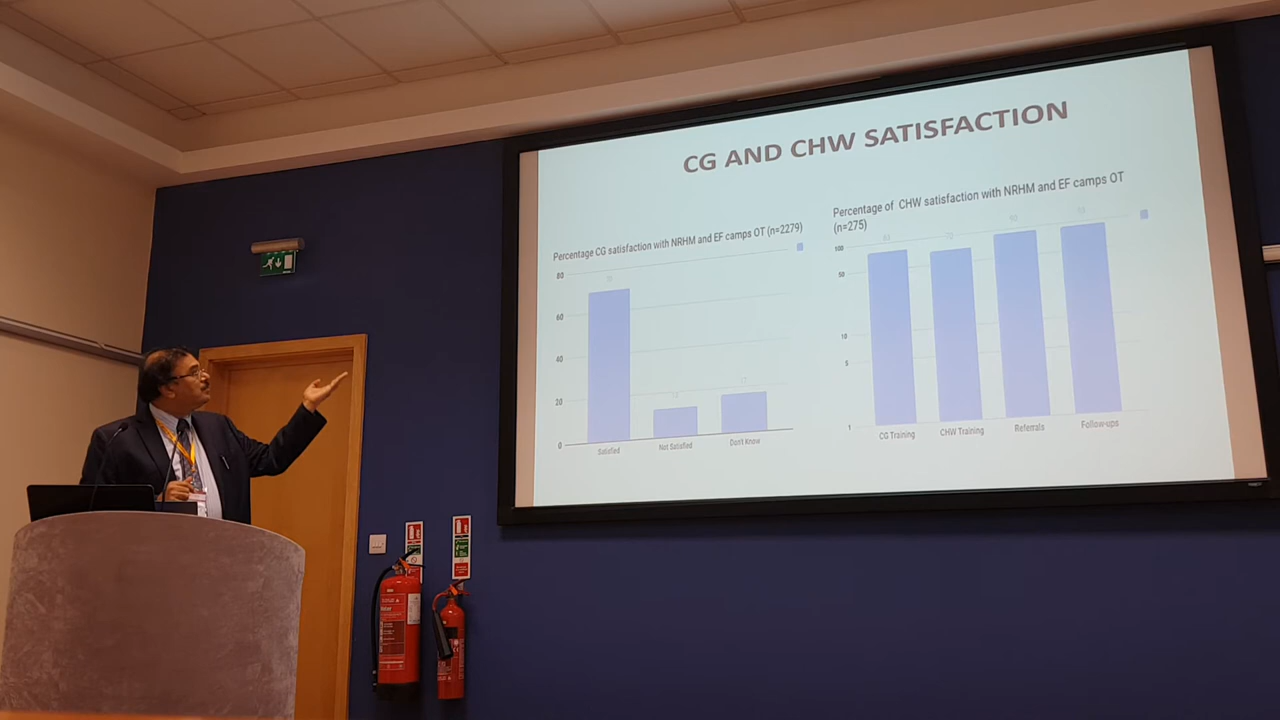 CG AND CHW SATISFACTION
Percentage CG satisfaction with NRHM and EF camps OT (n=2279)
80
60
40
20
0
Satisfied
Not Satisfied
Don't Know
Percentage of CHW satisfaction with NRHM and EF camps OT
(n=275)
100
50
10
5
1
90
CG Training
CHW Training
Referrals
Follow-ups